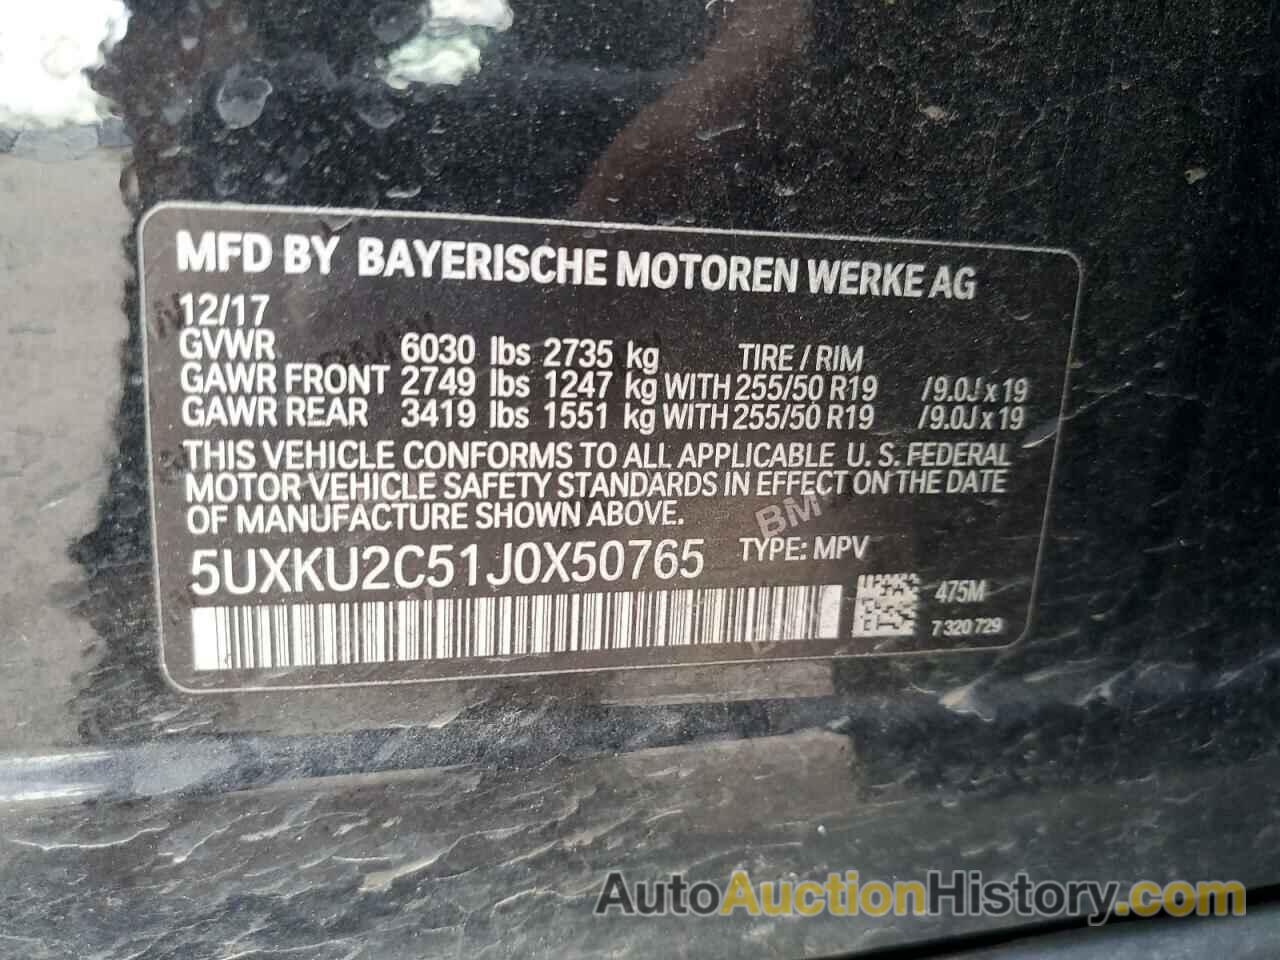 MFD BY BAYERISCHE MOTOREN WERKE AG
12/17
GVWR 6030 lbs 2735 kg TIRE / RIM
GAWR FRONT 2749 lbs 1247 kg WITH 255/50 R19 /9.0J x 19
GAWR REAR 3419 lbs 1551 kg WITH 255/50 R19 /9.0J x 19
THIS VEHICLE CONFORMS TO ALL APPLICABLE U. S. FEDERAL
MOTOR VEHICLE SAFETY STANDARDS IN EFFECT ON THE DATE
OF MANUFACTURE SHOWN ABOVE.
5UXKU2C51J0X50765 TYPE: MPV
475M
7 320 729
AutoAuctionHistory.com